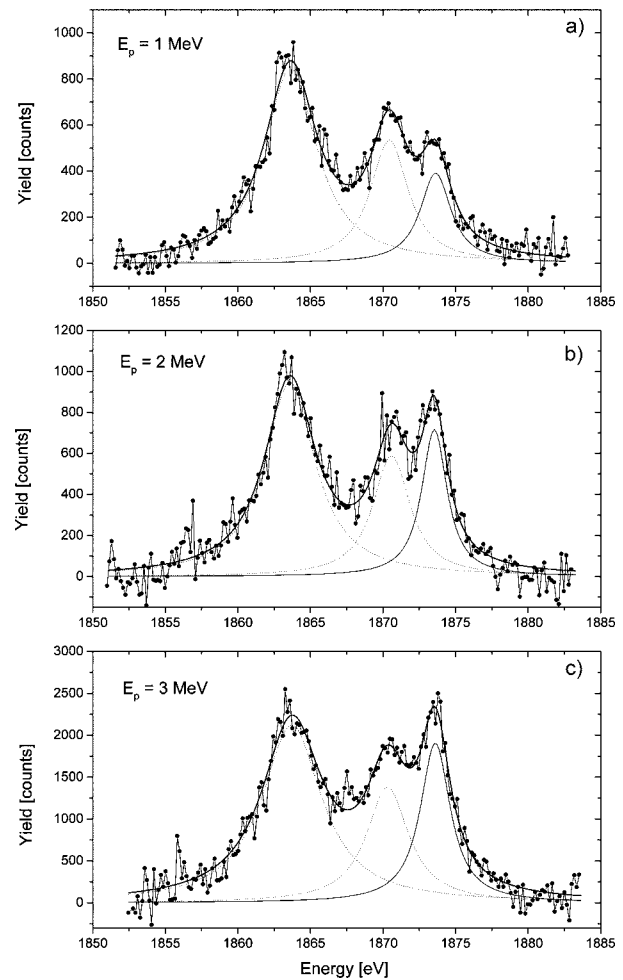 a)
E_p = 1 MeV
Yield [counts]
1000
800
600
400
200
0
1850 1855 1860 1865 1870 1875 1880 1885
b)
E_p = 2 MeV
Yield [counts]
1200
1000
800
600
400
200
0
1850 1855 1860 1865 1870 1875 1880 1885
c)
E_p = 3 MeV
Yield [counts]
3000
2500
2000
1500
1000
500
0
1850 1855 1860 1865 1870 1875 1880 1885
Energy [eV]